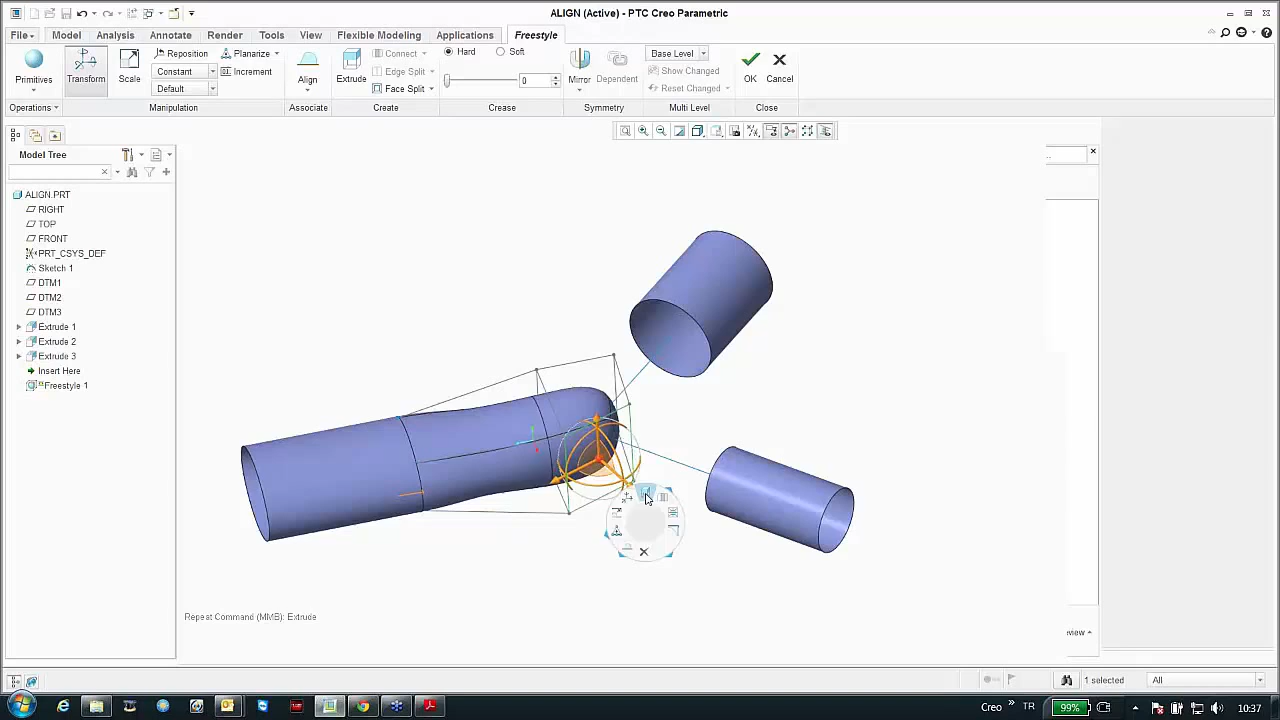 ALIGN (Active) - PTC Creo Parametric
File Model Analysis Annotate Render Tools View Flexible Modeling Applications Freestyle
Primitives Transform Scale Reposition Planarize Align Extrude Connect Hard Soft Mirror Dependent Base Level OK Cancel
Constant Increment Edge Split 0 Show Changed
Default Face Split Reset Changed
Operations Manipulation Associate Create Crease Symmetry Multi Level Close
Model Tree
ALIGN.PRT
RIGHT
TOP
FRONT
PRT_CSYS_DEF
Sketch 1
DTM1
DTM2
DTM3
Extrude 1
Extrude 2
Extrude 3
Insert Here
Freestyle 1
Repeat Command (MMB): Extrude
view
1 selected All
Creo TR 99% 10:37